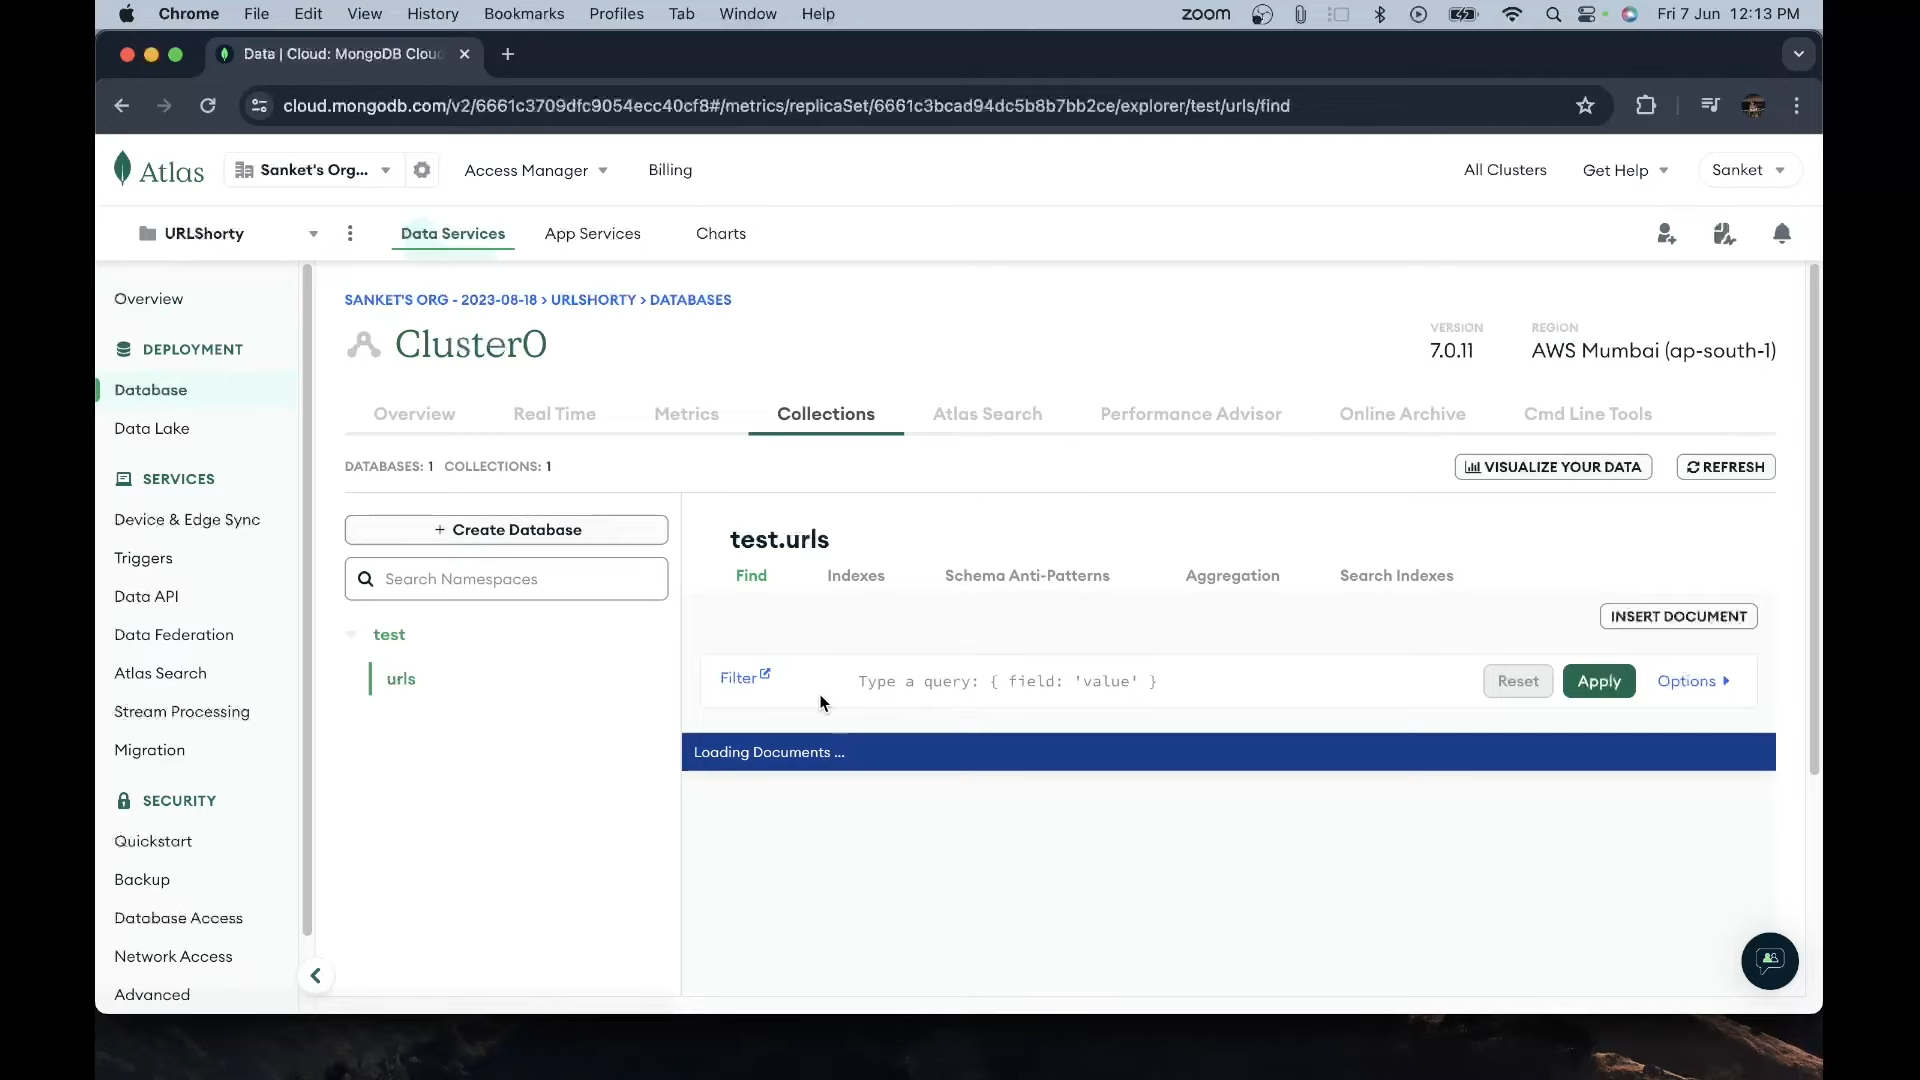 Chrome File Edit View History Bookmarks Profiles Tab Window Help zoom Fri 7 Jun 12:13 PM
Data | Cloud: MongoDB Cloud
cloud.mongodb.com/v2/6661c3709dfc9054ecc40cf8#/metrics/replicaSet/6661c3bcad94dc5b8b7bb2ce/explorer/test/urls/find
Atlas Sanket's Org... Access Manager Billing All Clusters Get Help Sanket
URLShorty Data Services App Services Charts
Overview
DEPLOYMENT
Database
Data Lake
SERVICES
Device & Edge Sync
Triggers
Data API
Data Federation
Atlas Search
Stream Processing
Migration
SECURITY
Quickstart
Backup
Database Access
Network Access
Advanced
SANKET'S ORG - 2023-08-18 > URLSHORTY > DATABASES
Cluster0
VERSION
7.0.11
REGION
AWS Mumbai (ap-south-1)
Overview Real Time Metrics Collections Atlas Search Performance Advisor Online Archive Cmd Line Tools
DATABASES: 1 COLLECTIONS: 1
VISUALIZE YOUR DATA REFRESH
+ Create Database
Search Namespaces
test
urls
test.urls
Find Indexes Schema Anti-Patterns Aggregation Search Indexes
INSERT DOCUMENT
Filter Type a query: { field: 'value' } Reset Apply Options
Loading Documents ...